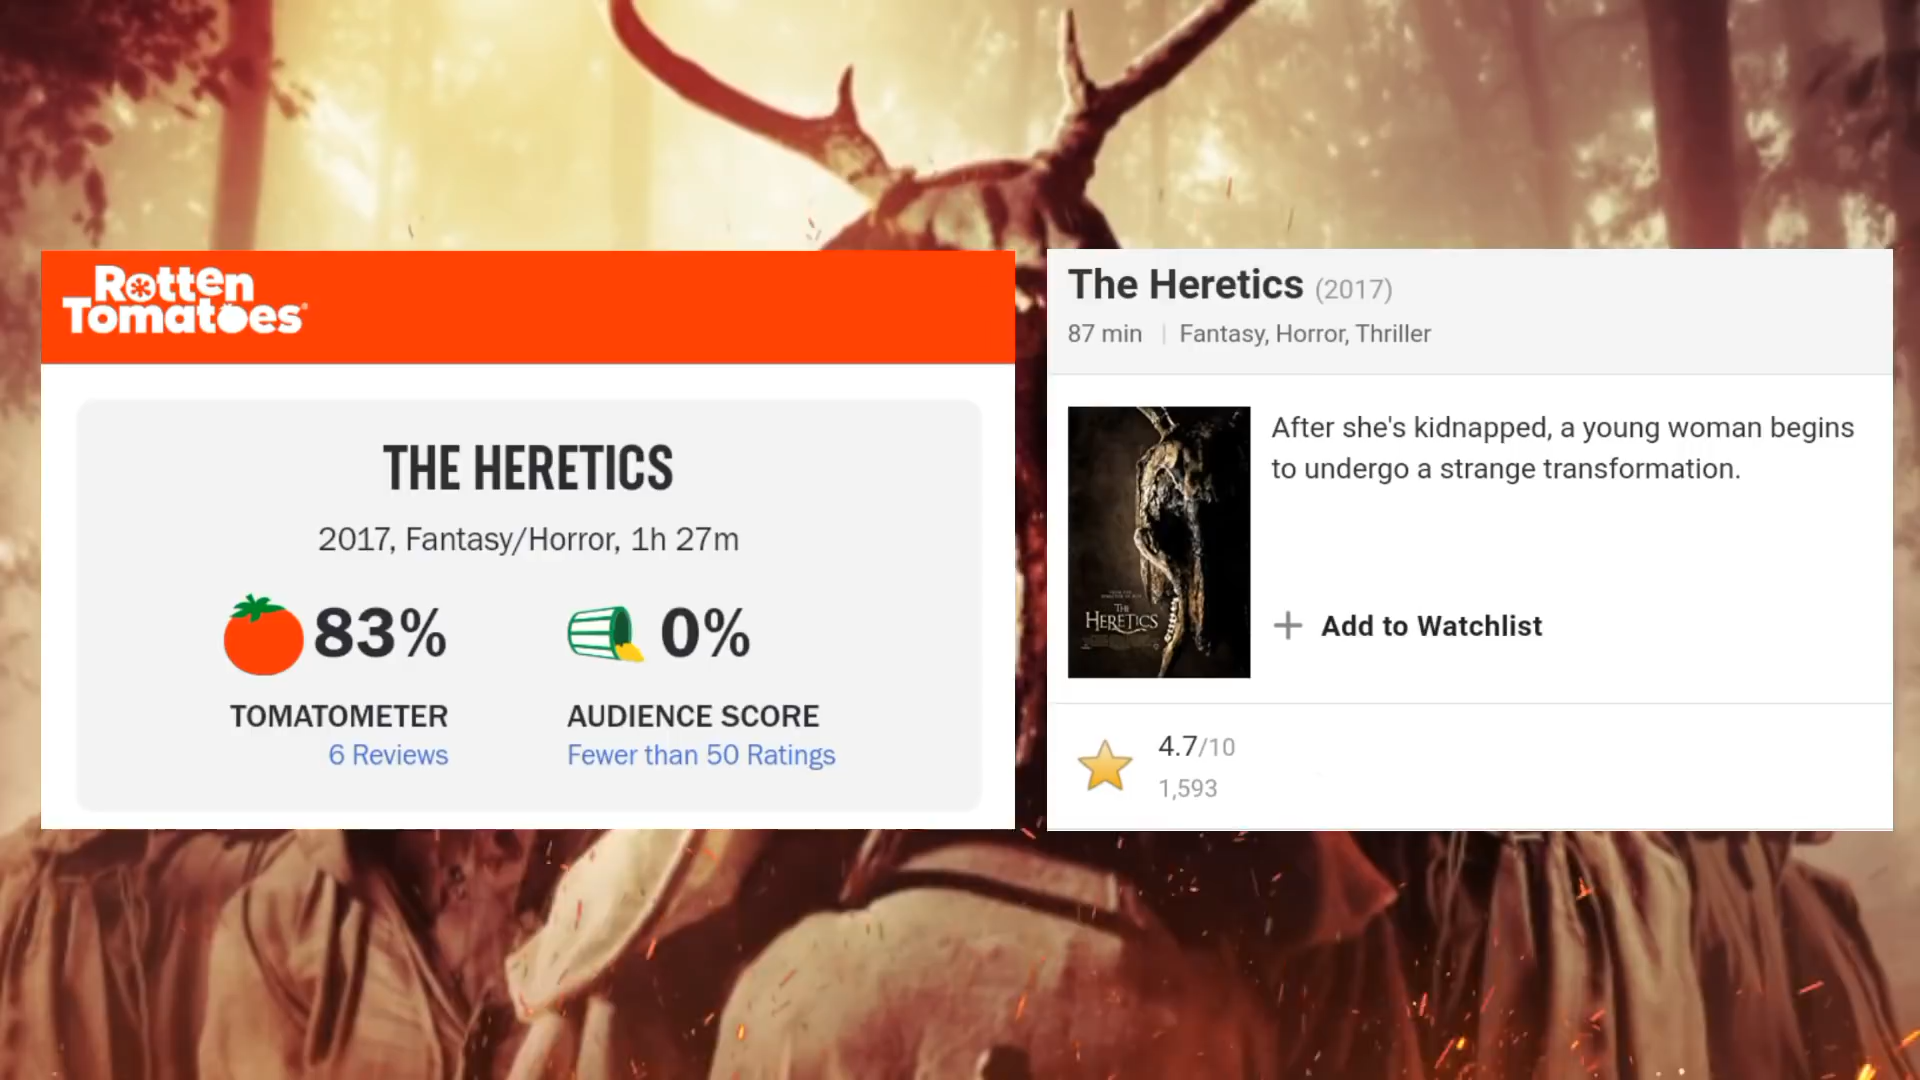 Rotten
Tomatoes
THE HERETICS
2017, Fantasy/Horror, 1h 27m
83%
0%
TOMATOMETER
AUDIENCE SCORE
6 Reviews
Fewer than 50 Ratings
The Heretics (2017)
87 min | Fantasy, Horror, Thriller
After she's kidnapped, a young woman begins
to undergo a strange transformation.
THE
HERETICS
+ Add to Watchlist
4.7/10
1,593